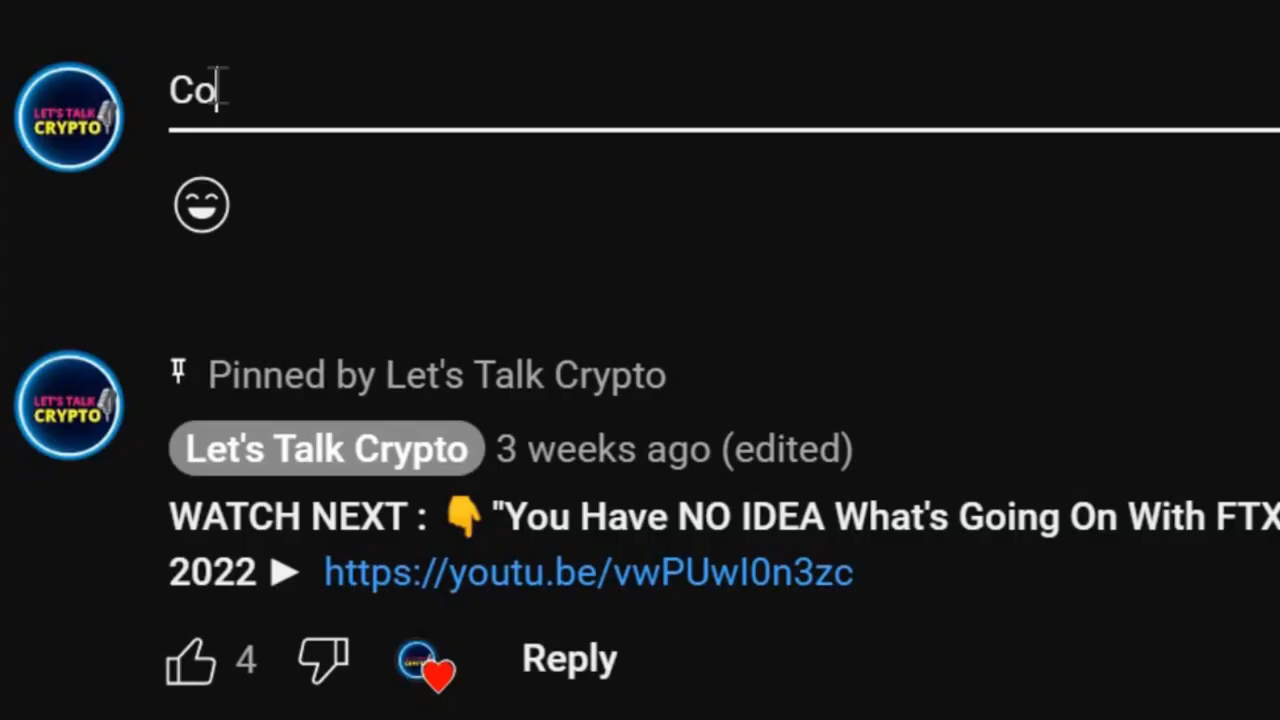 Co
LET'S TALK
CRYPTO
Pinned by Let's Talk Crypto
LET'S TALK
CRYPTO
Let's Talk Crypto 3 weeks ago (edited)
WATCH NEXT : 👇 "You Have NO IDEA What's Going On With FTX
2022 ▶ https://youtu.be/vwPUwI0n3zc
4
Reply